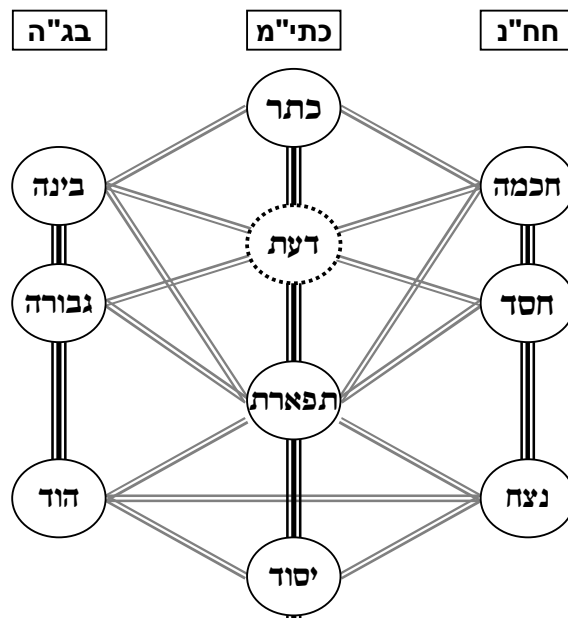 חח"נ
כתי"מ
בג"ה
כתר
חכמה
בינה
דעת
חסד
גבורה
תפארת
נצח
הוד
יסוד